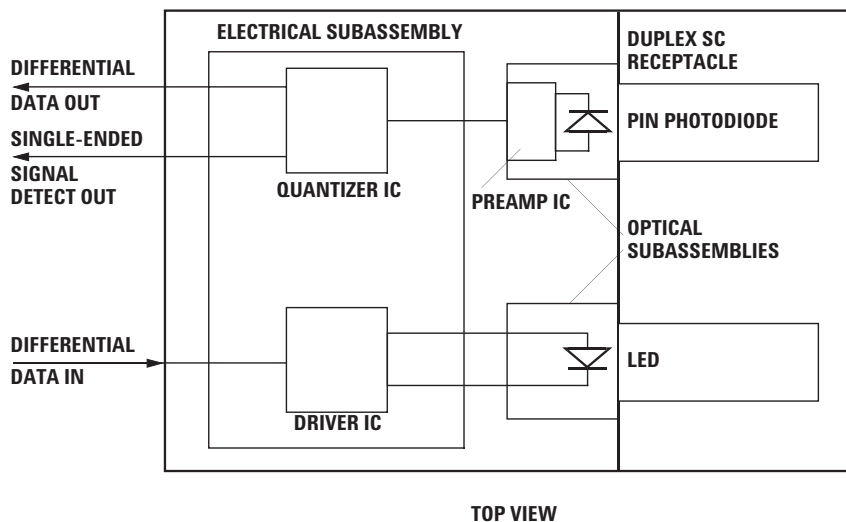 ELECTRICAL SUBASSEMBLY
DUPLEX SC
RECEPTACLE
DIFFERENTIAL
DATA OUT
SINGLE-ENDED
SIGNAL
DETECT OUT
QUANTIZER IC
PREAMP IC
PIN PHOTODIODE
OPTICAL
SUBASSEMBLIES
DIFFERENTIAL
DATA IN
DRIVER IC
LED
TOP VIEW